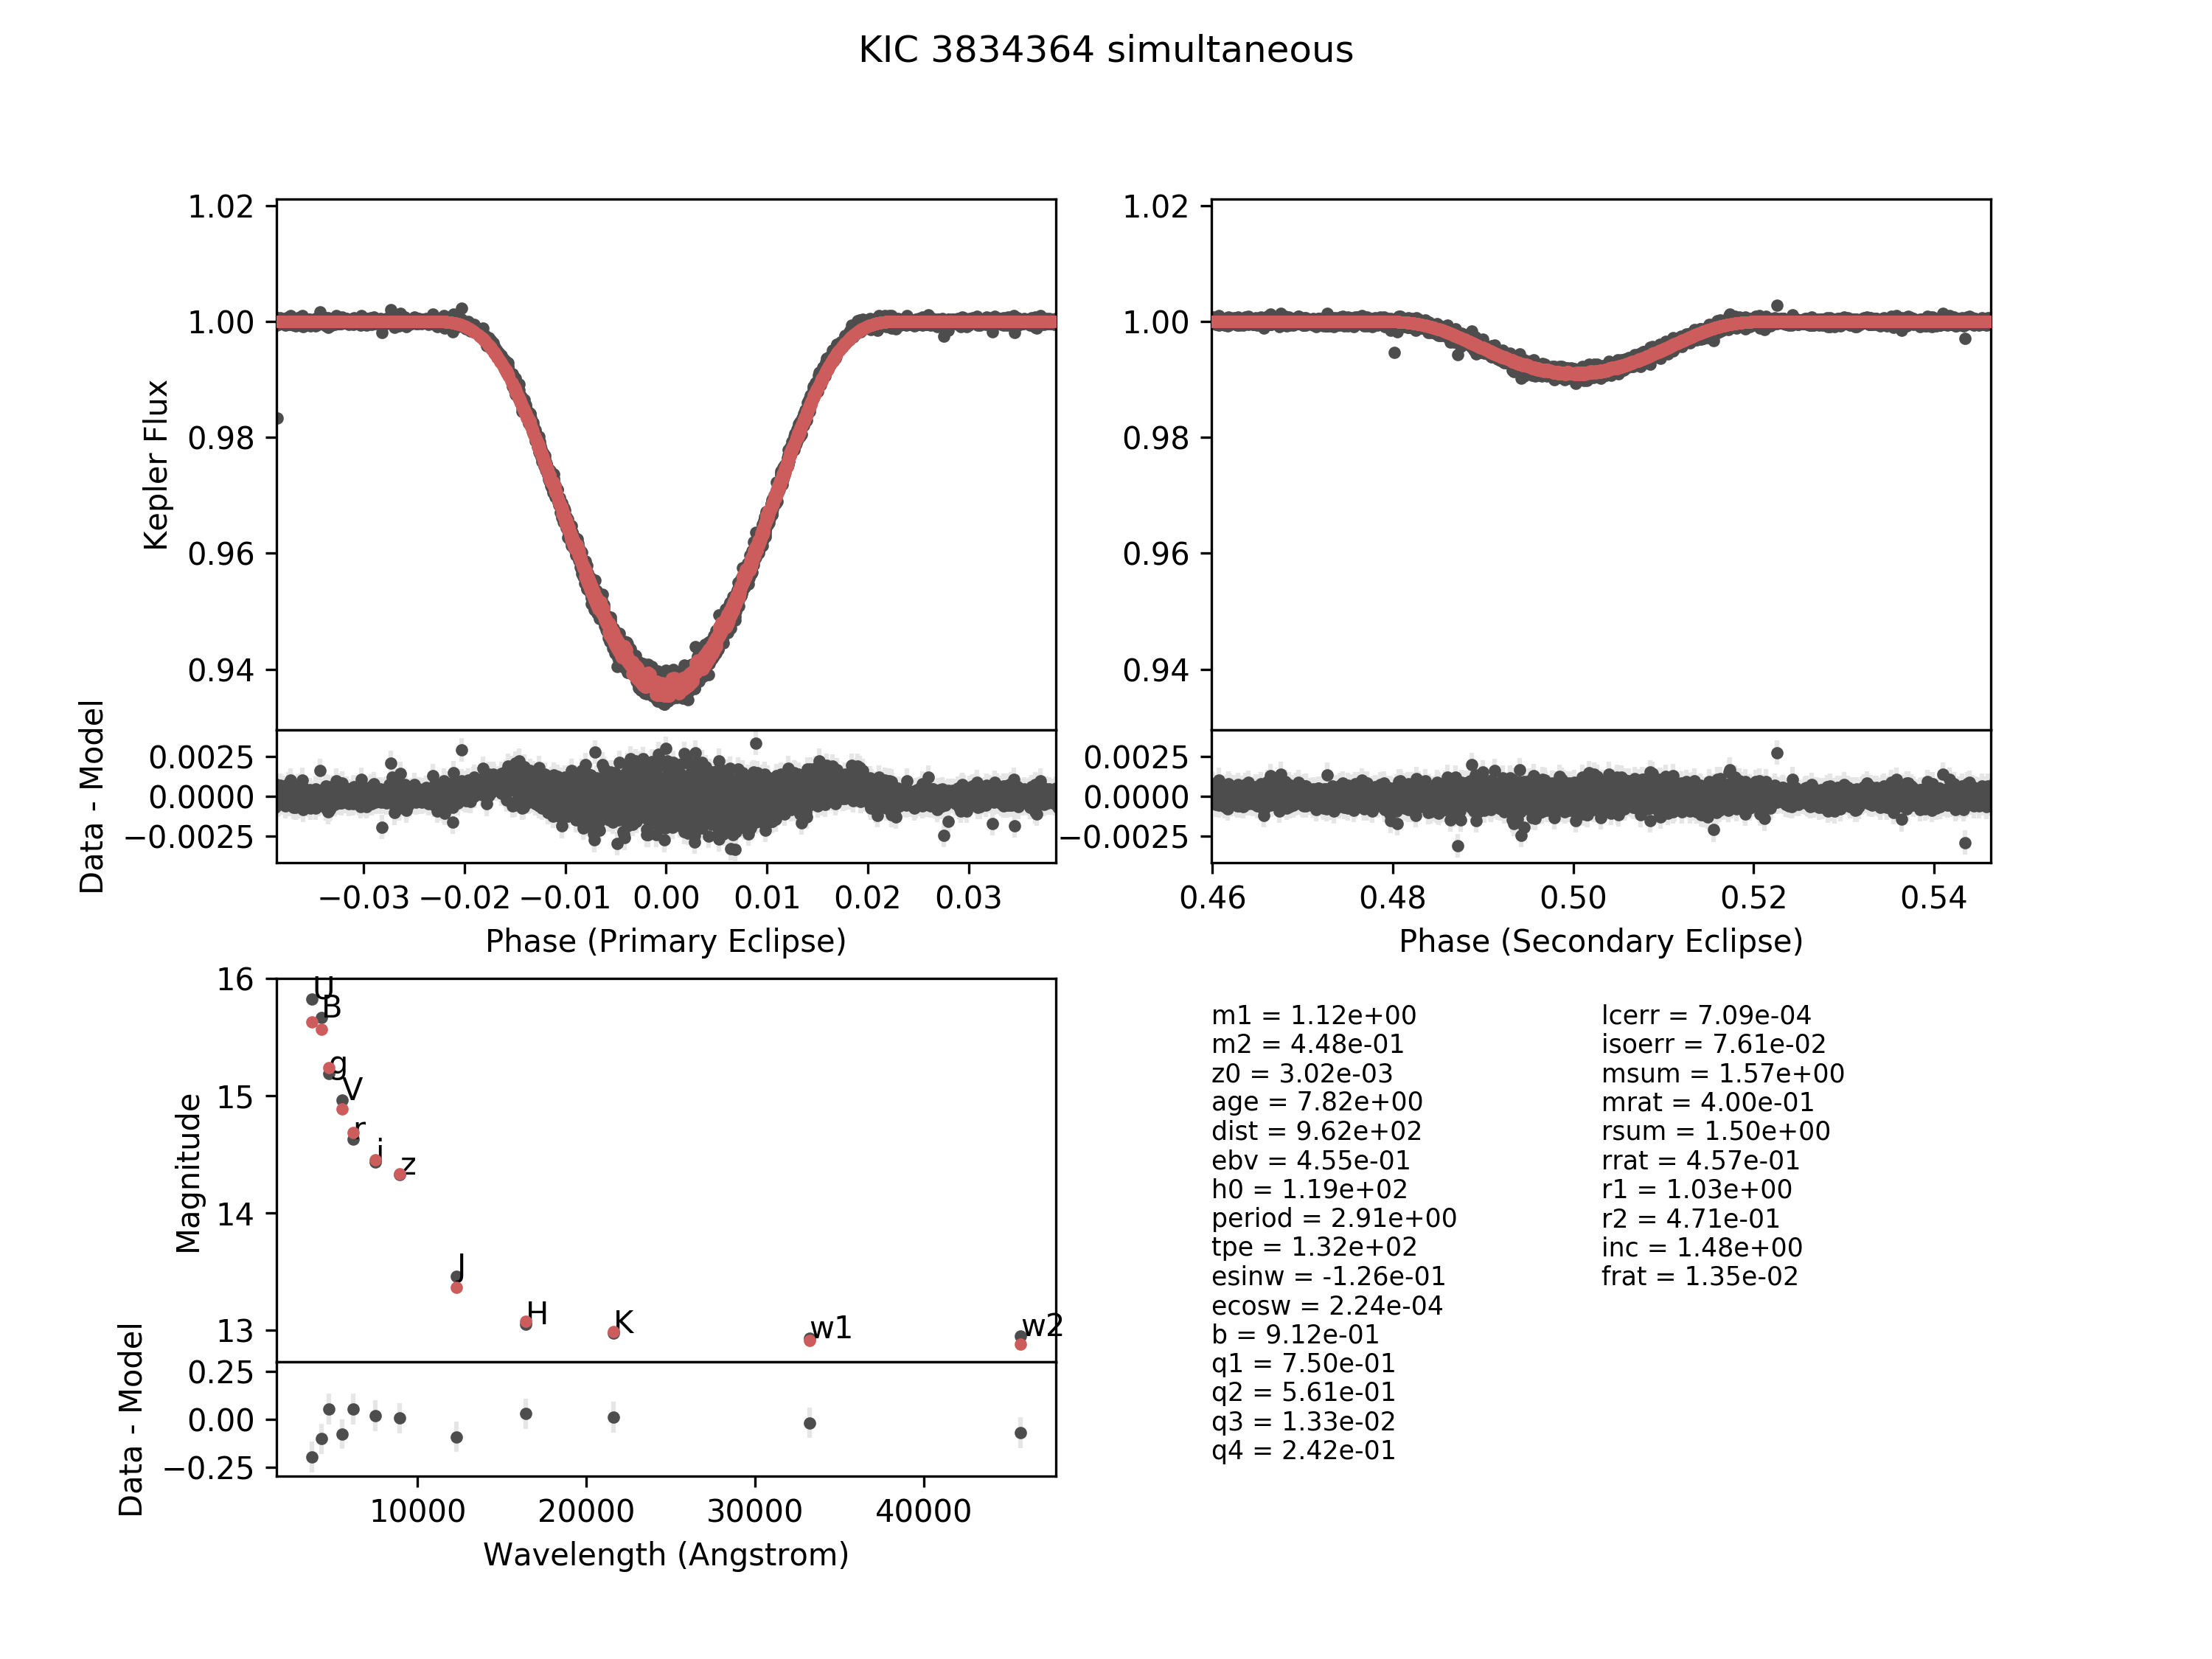 KIC 3834364 simultaneous
1.02
1.00
0.98
0.96
0.94
Kepler Flux
0.0025
0.0000
−0.0025
Data - Model
−0.03 −0.02 −0.01 0.00 0.01 0.02 0.03
Phase (Primary Eclipse)
1.02
1.00
0.98
0.96
0.94
0.0025
0.0000
−0.0025
0.46 0.48 0.50 0.52 0.54
Phase (Secondary Eclipse)
16
15
14
13
Magnitude
U
B
g
V
r
i
z
J
H
K
w1
w2
0.25
0.00
−0.25
Data - Model
10000 20000 30000 40000
Wavelength (Angstrom)
m1 = 1.12e+00
m2 = 4.48e-01
z0 = 3.02e-03
age = 7.82e+00
dist = 9.62e+02
ebv = 4.55e-01
h0 = 1.19e+02
period = 2.91e+00
tpe = 1.32e+02
esinw = -1.26e-01
ecosw = 2.24e-04
b = 9.12e-01
q1 = 7.50e-01
q2 = 5.61e-01
q3 = 1.33e-02
q4 = 2.42e-01
lcerr = 7.09e-04
isoerr = 7.61e-02
msum = 1.57e+00
mrat = 4.00e-01
rsum = 1.50e+00
rrat = 4.57e-01
r1 = 1.03e+00
r2 = 4.71e-01
inc = 1.48e+00
frat = 1.35e-02